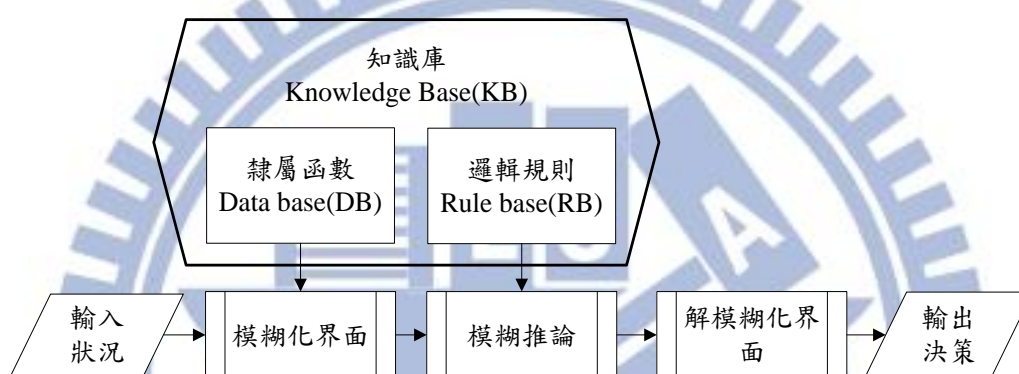 知識庫
Knowledge Base(KB)
隸屬函數
Data base(DB)
邏輯規則
Rule base(RB)
輸入
狀況
模糊化界面
模糊推論
解模糊化界
面
輸出
決策